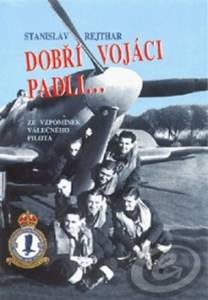 STANISLAV REJTHAR
DOBŘÍ VOJÁCI
PADLI...
ZE VZPOMÍNEK
VÁLEČNÉHO
PILOTA